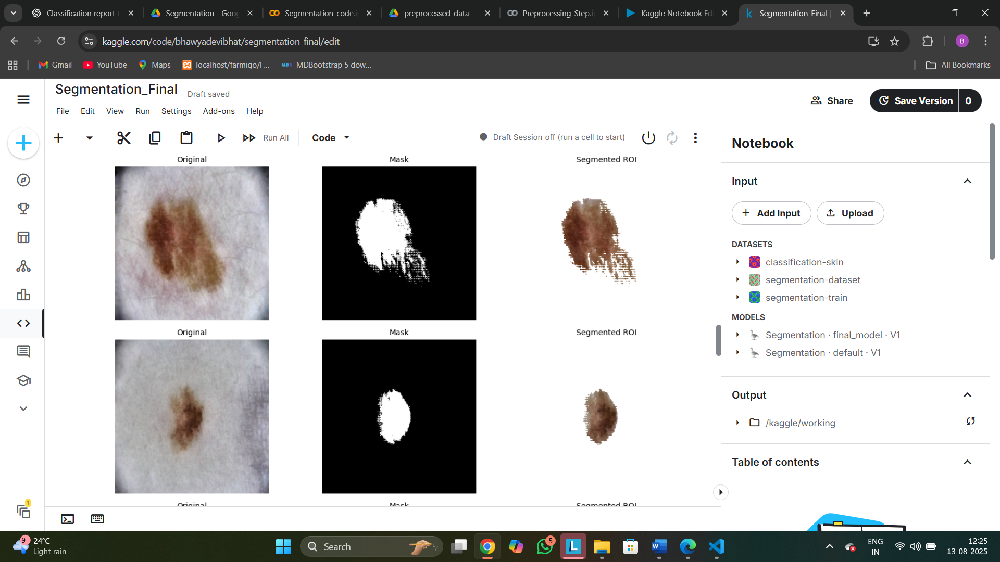 Classification report t
Segmentation - Goog
Segmentation_code.i
preprocessed_data -
Preprocessing_Step.i
Kaggle Notebook Ed
Segmentation_Final |
kaggle.com/code/bhawyadevibhat/segmentation-final/edit
B
Gmail
YouTube
Maps
localhost/farmigo/F...
MDBootstrap 5 dow...
All Bookmarks
Segmentation_Final
Draft saved
File Edit View Run Settings Add-ons Help
Share
Save Version 0
Run All
Code
Draft Session off (run a cell to start)
Original Mask Segmented ROI
Original Mask Segmented ROI
Original Mask Segmented ROI
Notebook
Input
Add Input
Upload
DATASETS
classification-skin
segmentation-dataset
segmentation-train
MODELS
Segmentation · final_model · V1
Segmentation · default · V1
Output
/kaggle/working
Table of contents
1
9+
24°C
Light rain
Search
5
ENG
IN
12:25
13-08-2025